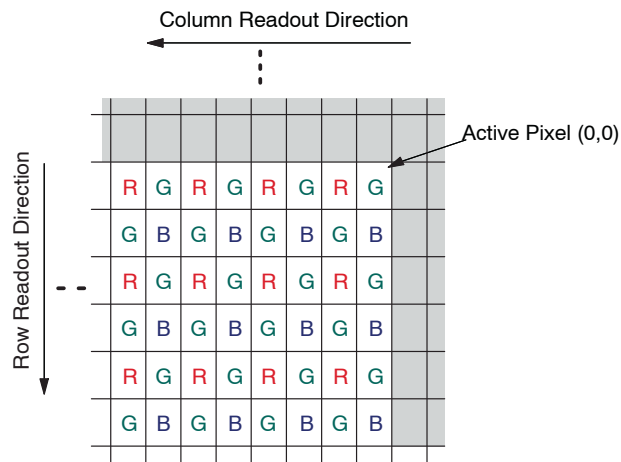 Column Readout Direction
Active Pixel (0,0)
Row Readout Direction
R G R G R G R G
G B G B G B G B
R G R G R G R G
G B G B G B G B
R G R G R G R G
G B G B G B G B